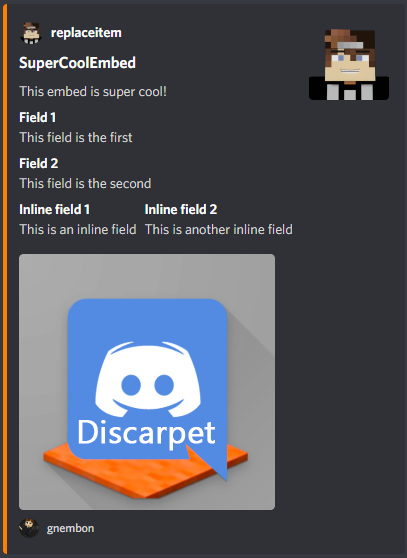 replaceitem
SuperCoolEmbed
This embed is super cool!
Field 1
This field is the first
Field 2
This field is the second
Inline field 1 Inline field 2
This is an inline field This is another inline field
Discarpet
gnembon